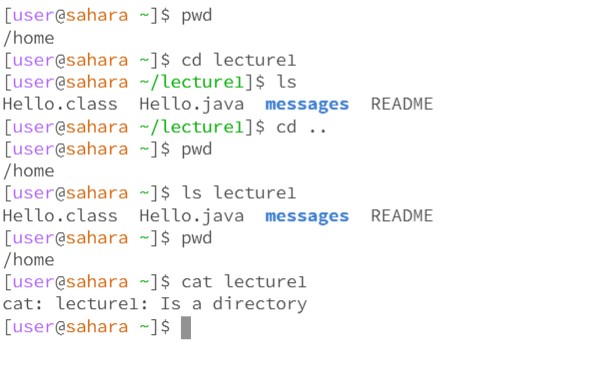 [user@sahara ~]$ pwd
/home
[user@sahara ~]$ cd lecture1
[user@sahara ~/lecture1]$ ls
Hello.class  Hello.java  messages  README
[user@sahara ~/lecture1]$ cd ..
[user@sahara ~]$ pwd
/home
[user@sahara ~]$ ls lecture1
Hello.class  Hello.java  messages  README
[user@sahara ~]$ pwd
/home
[user@sahara ~]$ cat lecture1
cat: lecture1: Is a directory
[user@sahara ~]$